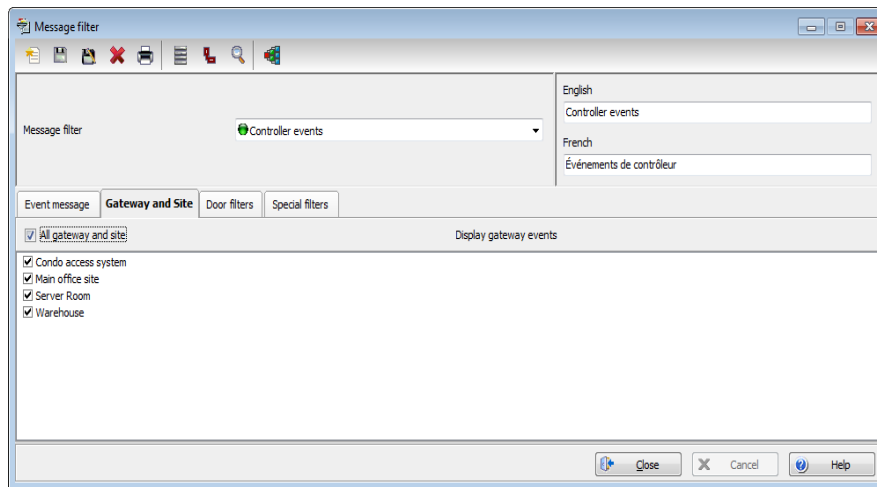 Message filter
English
Controller events
Message filter
Controller events
French
Événements de contrôleur
Event message
Gateway and Site
Door filters
Special filters
All gateway and site
Display gateway events
Condo access system
Main office site
Server Room
Warehouse
Close
Cancel
Help